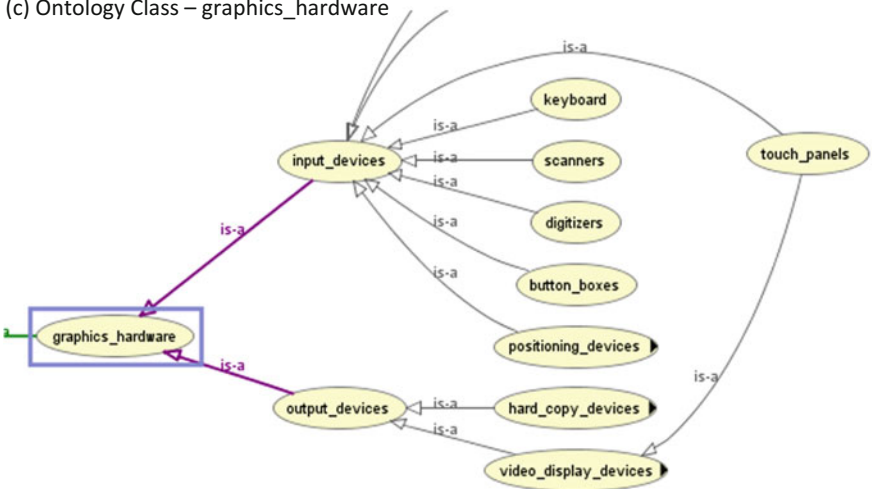 (c) Ontology Class – graphics_hardware
is-a
keyboard
is-a
input_devices
is-a
scanners
touch_panels
is-a
digitizers
is-a
is-a
button_boxes
is-a
graphics_hardware
positioning_devices
is-a
is-a
output_devices
is-a
hard_copy_devices
is-a
video_display_devices